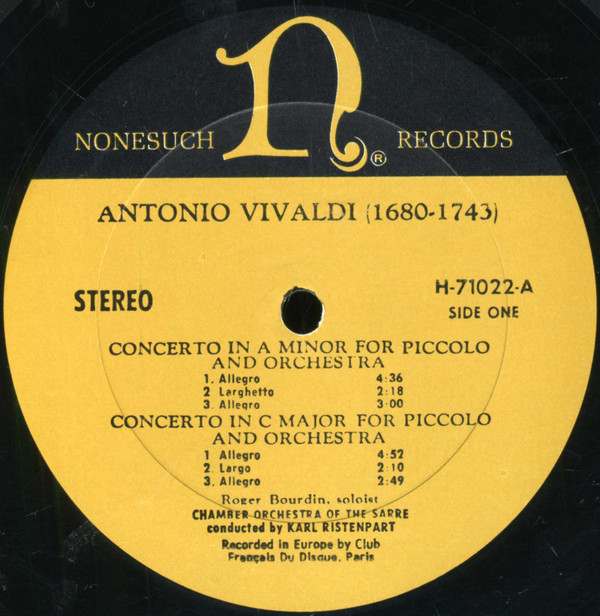 n
NONESUCH RECORDS
®
ANTONIO VIVALDI (1680-1743)
STEREO
H-71022-A
SIDE ONE
CONCERTO IN A MINOR FOR PICCOLO
AND ORCHESTRA
1. Allegro 4:36
2 Larghetto 2:18
3. Allegro 3:00
CONCERTO IN C MAJOR FOR PICCOLO
AND ORCHESTRA
1 Allegro 4:52
2. Largo 2:10
3. Allegro 2:49
Roger Bourdin, soloist
CHAMBER ORCHESTRA OF THE SARRE
conducted by KARL RISTENPART
Recorded in Europe by Club
Français Du Disque, Paris